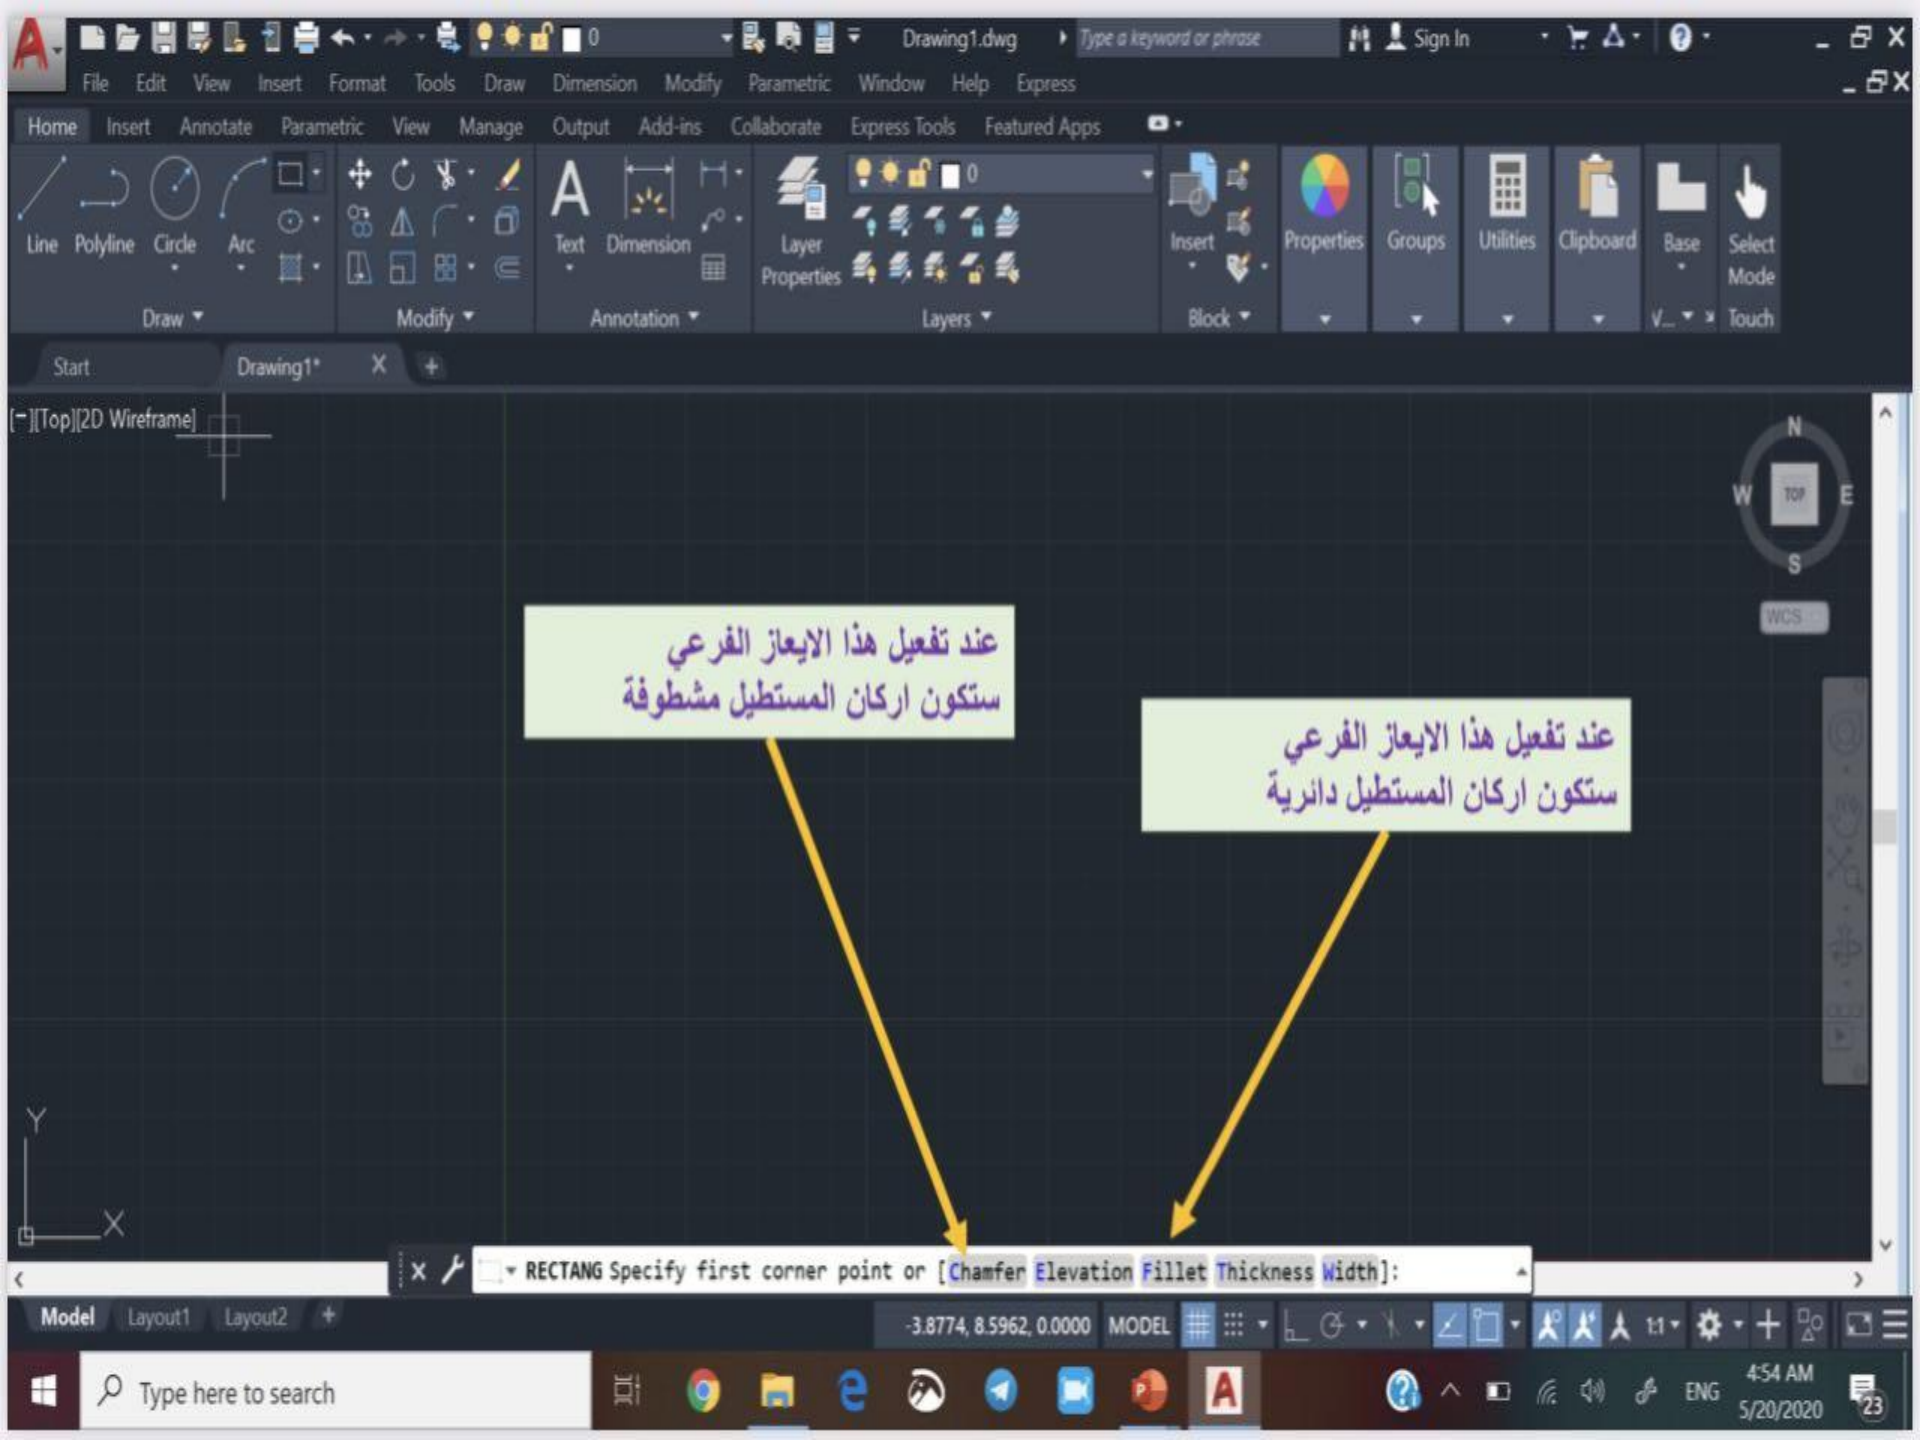 0
Drawing1.dwg
Type a keyword or phrase
Sign In
File Edit View Insert Format Tools Draw Dimension Modify Parametric Window Help Express
Home Insert Annotate Parametric View Manage Output Add-ins Collaborate Express Tools Featured Apps
0
Line Polyline Circle Arc
Text Dimension
Layer Properties
Insert
Properties Groups Utilities Clipboard Base
Select Mode
Draw Modify Annotation Layers Block V... Touch
Start Drawing1* X +
[-][Top][2D Wireframe]
N
W TOP E
S
WCS
عند تفعيل هذا الايعاز الفرعي
ستكون اركان المستطيل مشطوفة
عند تفعيل هذا الايعاز الفرعي
ستكون اركان المستطيل دائرية
Y
X
RECTANG Specify first corner point or [Chamfer Elevation Fillet Thickness Width]:
Model Layout1 Layout2 +
-3.8774, 8.5962, 0.0000 MODEL
1:1
Type here to search
ENG
4:54 AM
5/20/2020
23